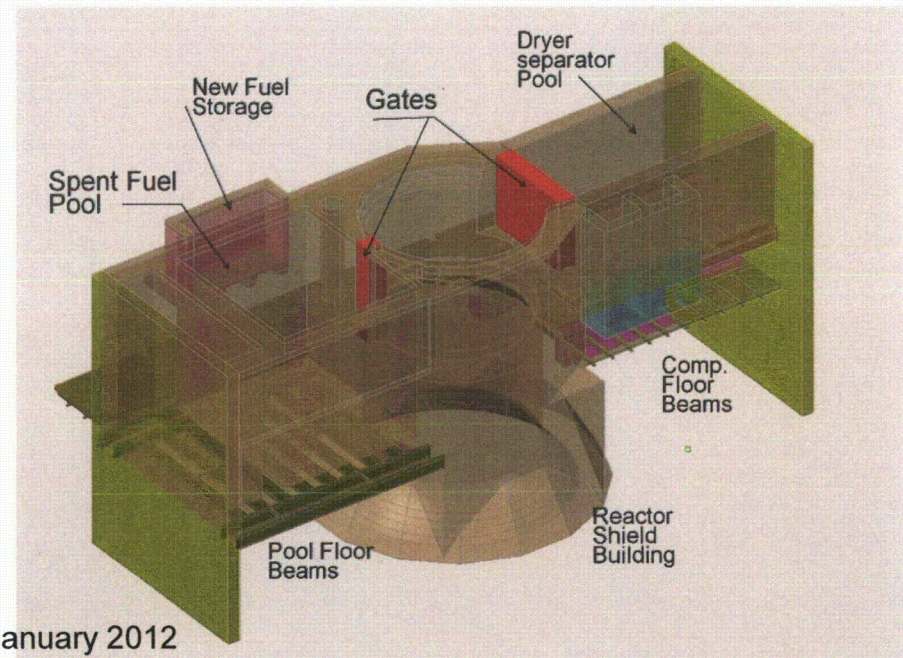 Dryer
separator
Pool
New Fuel
Storage
Gates
Spent Fuel
Pool
Comp.
Floor
Beams
Reactor
Shield
Building
Pool Floor
Beams
anuary 2012